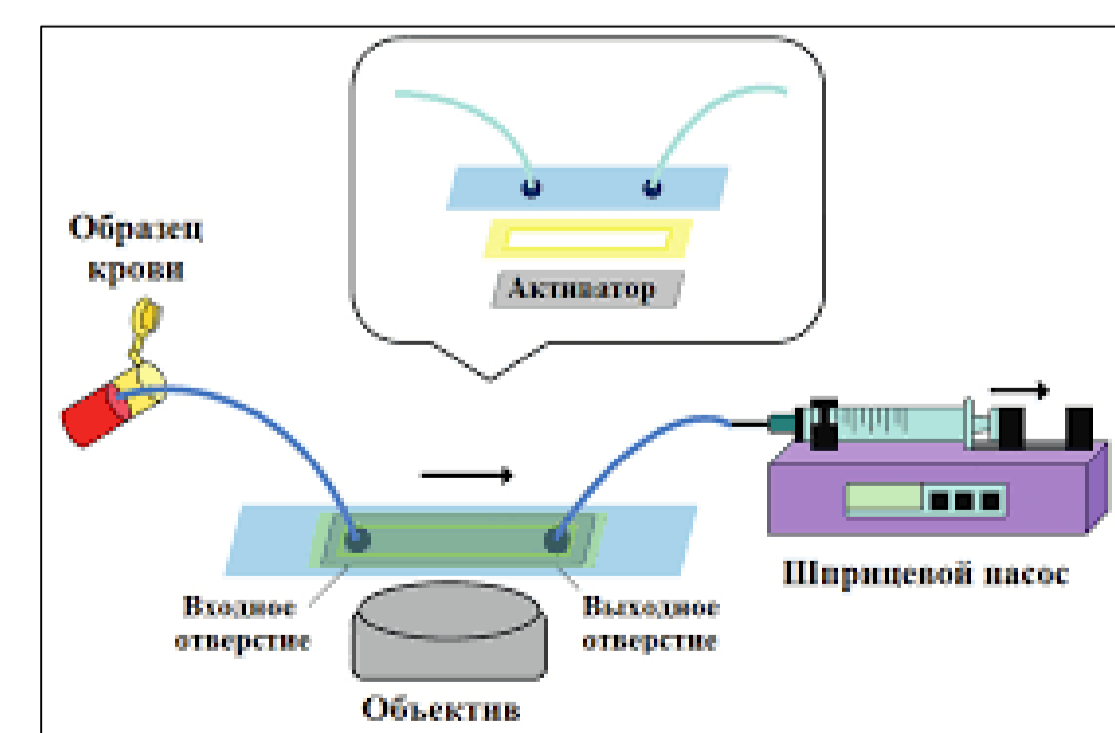 Образец
крови
Активатор
Шприцевой насос
Входное
отверстие
Выходное
отверстие
Объектив